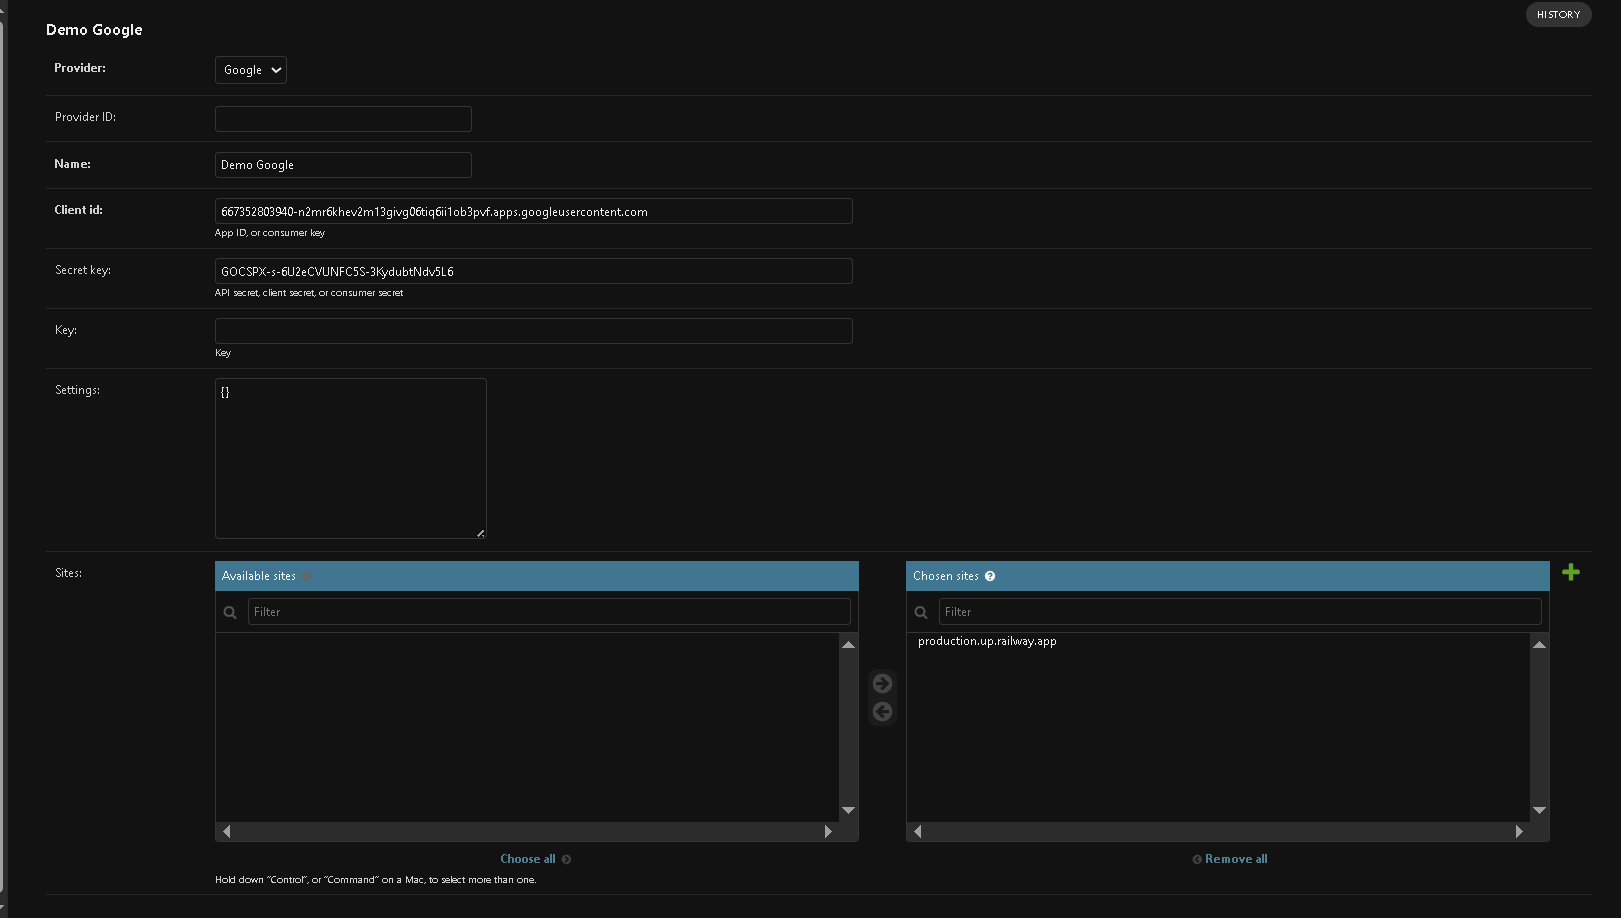 HISTORY
Demo Google
Provider:
Google
Provider ID:
Name:
Demo Google
Client id:
667352803940-n2mr6khev2m13givg06tiq6ii1ob3pvf.apps.googleusercontent.com
App ID, or consumer key
Secret key:
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
API secret, client secret, or consumer secret
Key:
Key
Settings:
{}
Sites:
Available sites
Chosen sites ?
Filter
Filter
production.up.railway.app
Choose all
Remove all
Hold down “Control”, or “Command” on a Mac, to select more than one.